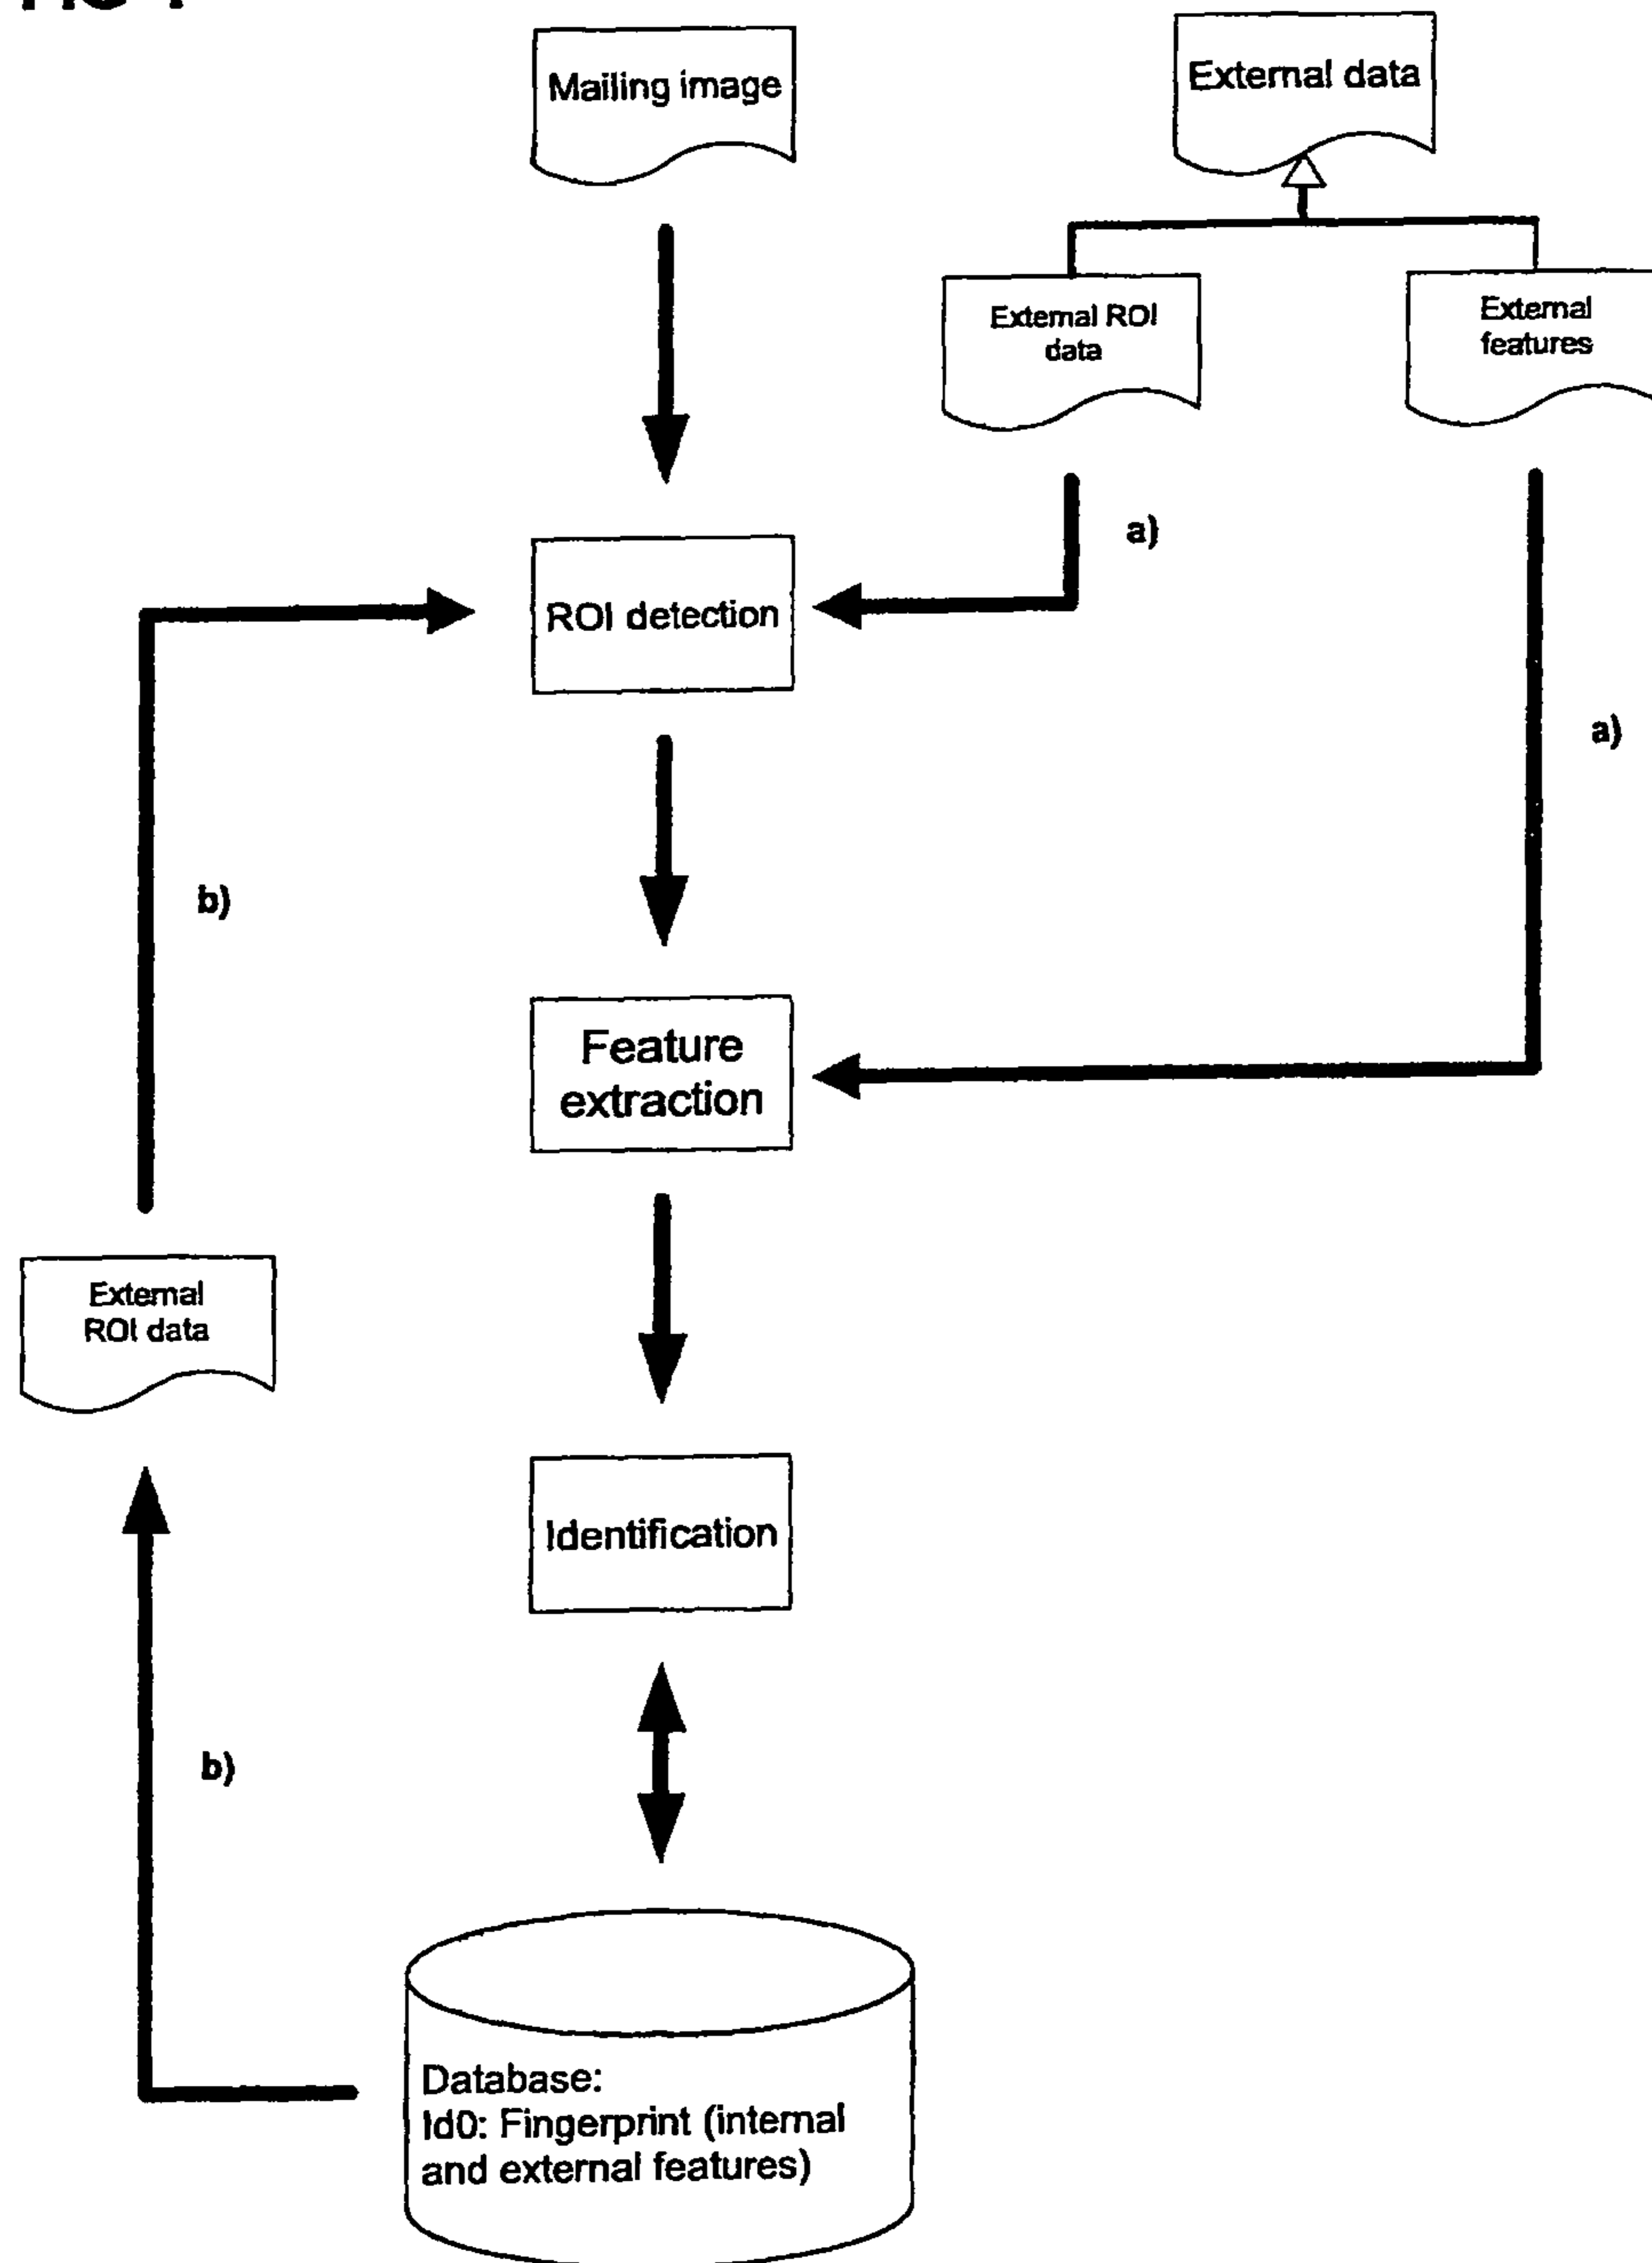 Mailing image
External data
External ROI
data
External
features
a)
ROI detection
a)
b)
Feature
extraction
External
ROI data
Identification
b)
Database:
Id0: Fingerprint (internal
and external features)